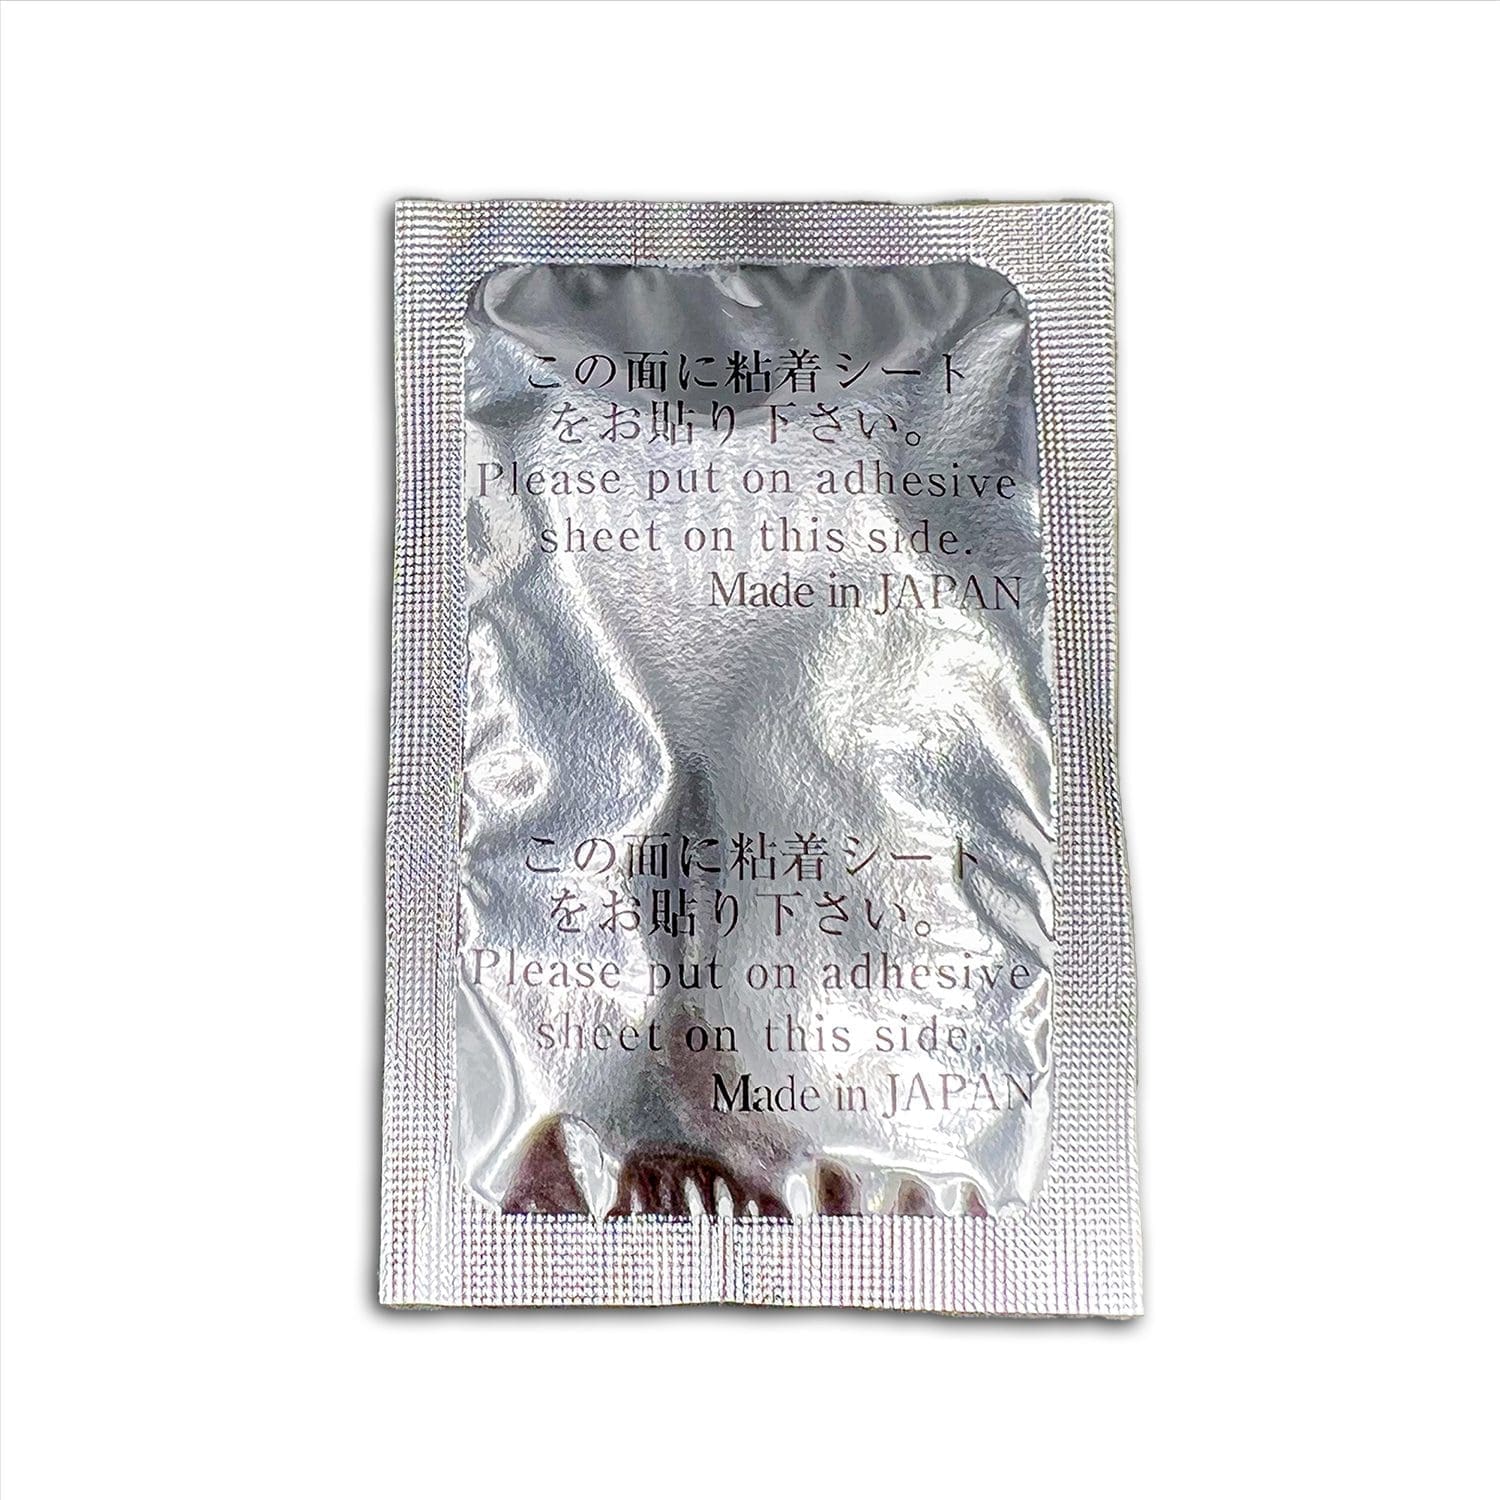 この面に粘着シート
をお貼り下さい。
Please put on adhesive
sheet on this side.
Made in JAPAN
この面に粘着シート
をお貼り下さい。
Please put on adhesive
sheet on this side.
Made in JAPAN